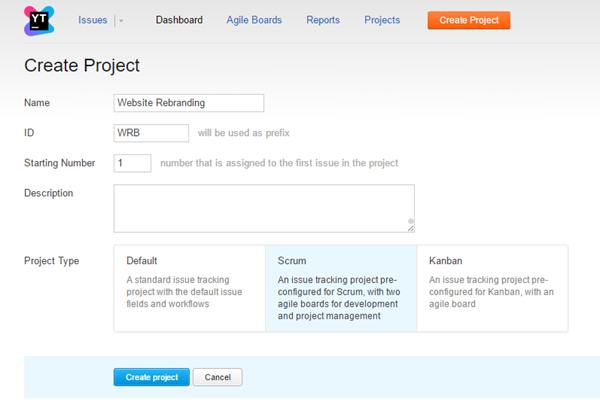 YT Issues Dashboard Agile Boards Reports Projects Create Project
Create Project
Name Website Rebranding
ID WRB will be used as prefix
Starting Number 1 number that is assigned to the first issue in the project
Description
Project Type Default Scrum Kanban
A standard issue tracking An issue tracking project pre- An issue tracking project pre-
project with the default issue configured for Scrum, with two configured for Kanban, with an
fields and workflows agile boards for development agile board
and project management
Create project Cancel